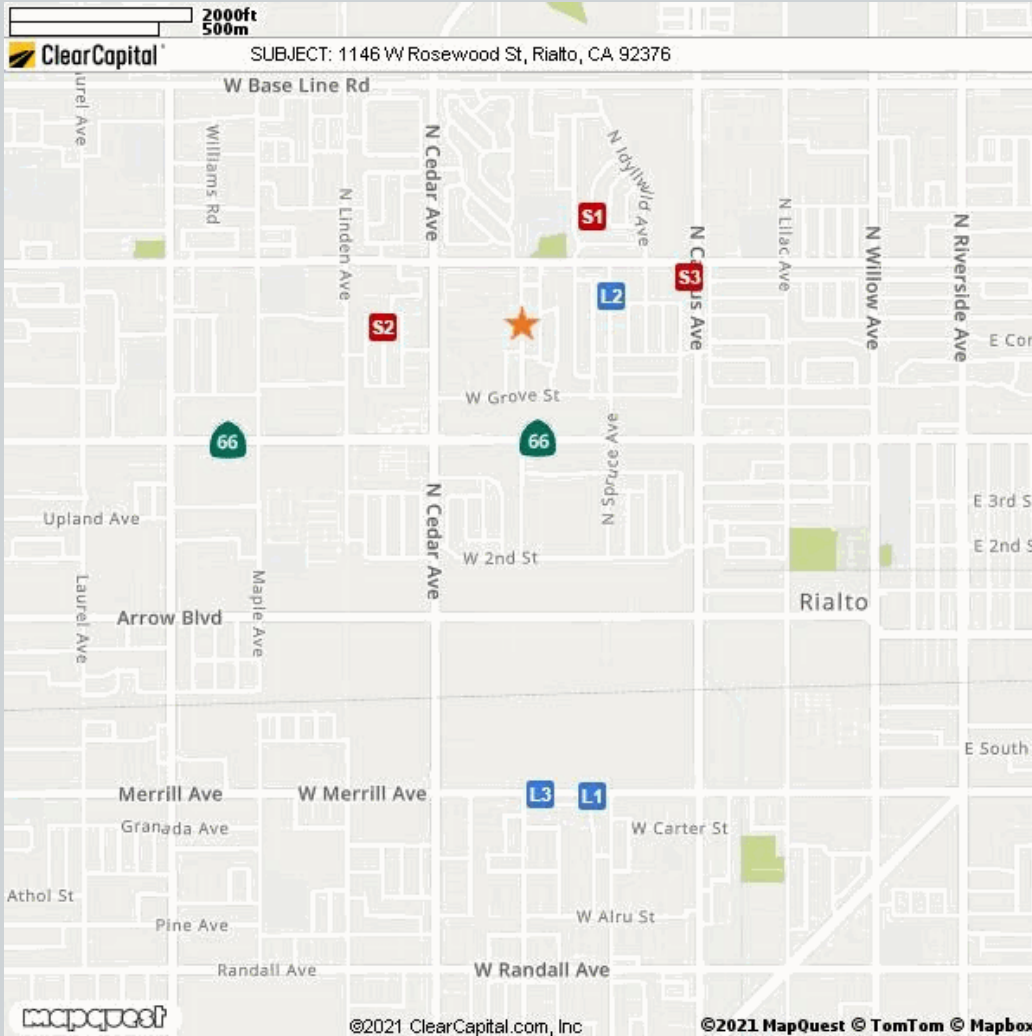 2000ft
500m
ClearCapital
SUBJECT: 1146 W Rosewood St, Rialto, CA 92376
W Base Line Rd
Laurel Ave
Williams Rd
N Linden Ave
N Cedar Ave
N Idyllwild Ave
S1
N Lilac Ave
N Willow Ave
N Riverside Ave
S3
L2
S2
E Cor
W Grove St
66
66
N Spruce Ave
N Cedar Ave
E 3rd S
Upland Ave
E 2nd S
W 2nd St
Laurel Ave
Maple Ave
Rialto
Arrow Blvd
E South
Merrill Ave
W Merrill Ave
L3
L1
Granada Ave
W Carter St
Athol St
W Alru St
Pine Ave
Randall Ave
W Randall Ave
mapquest
©2021 ClearCapital.com, Inc
©2021 MapQuest © TomTom © Mapbox